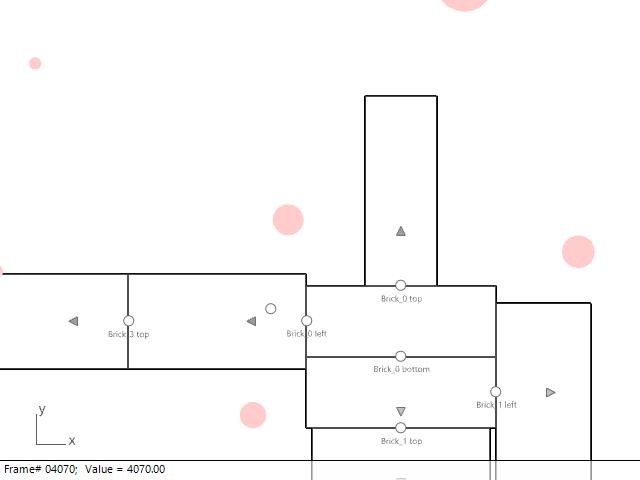 Brick_0 top
Brick_3 top
Brick_0 left
Brick_0 bottom
Brick_1 left
Brick_1 top
y
x
Frame# 04070; Value = 4070.00